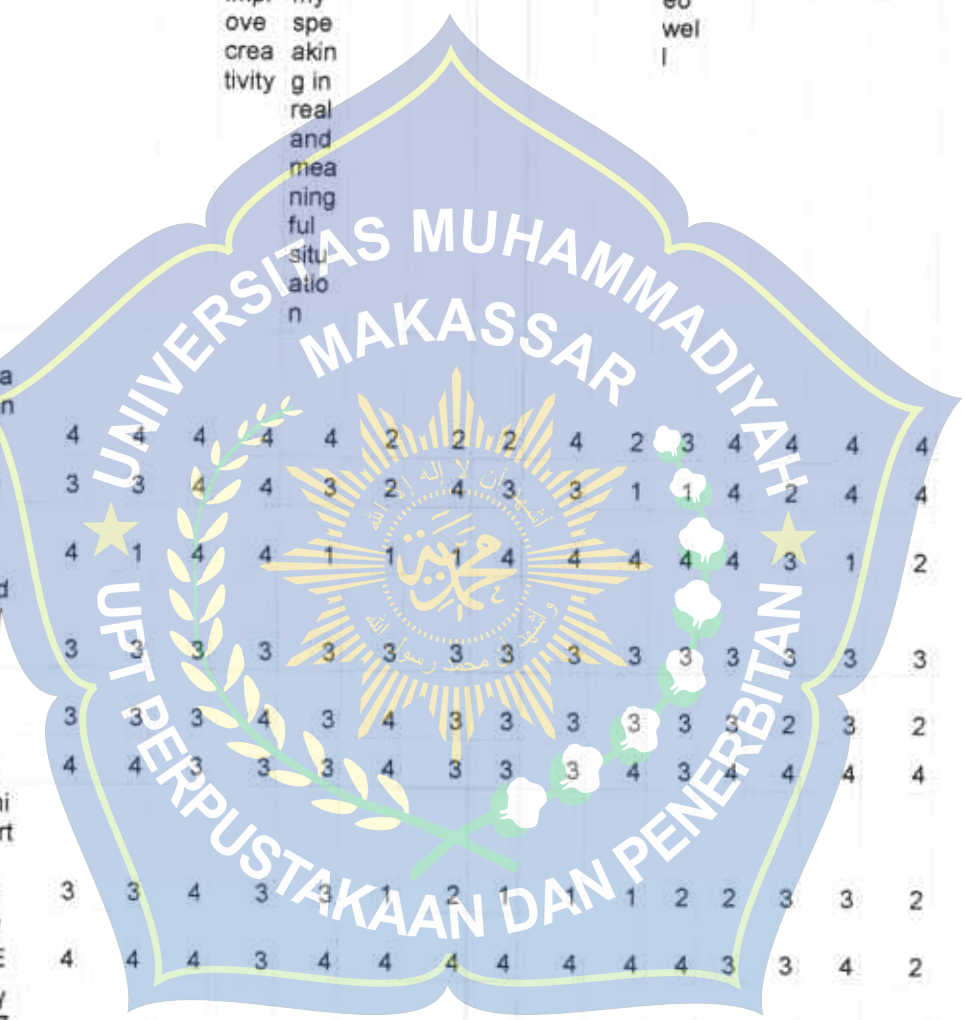 ove spe
crea akin
tivity g in
real
and
mea
ning
ful
situ
atio
n
wel
l
UNIVERSITAS MUHAMMADIYAH
MAKASSAR
a
n
4 4 4 4 4 2 2 2 4 2 3 4 4 4 4
3 3 4 4 3 2 4 3 3 1 1 4 2 4 4
4 1 4 4 1 1 1 4 4 4 4 4 3 1 2
d
3 3 3 3 3 3 3 3 3 3 3 3 3 3 3
3 3 3 4 3 4 3 3 3 3 3 3 2 3 2
4 4 3 3 3 4 3 3 3 4 3 4 4 4 4
ni
rt
3 3 4 3 3 1 2 1 1 1 2 2 3 3 2
E 4 4 4 3 4 4 4 4 4 4 4 3 3 4 2
y
محمدية
UPT PERPUSTAKAAN DAN PENERBITAN